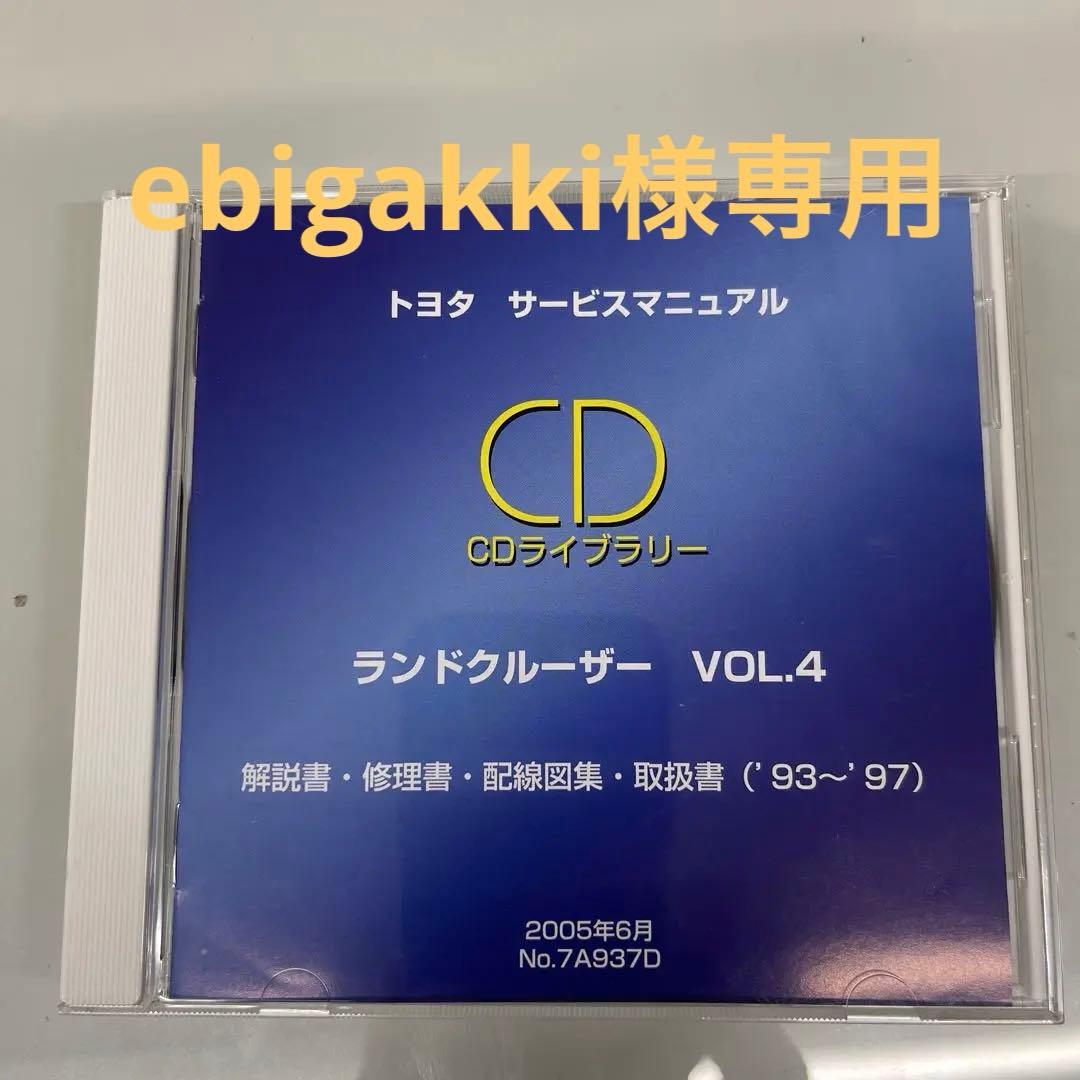 ebigakki様専用
トヨタ　サービスマニュアル
CD
CDライブラリー
ランドクルーザー　VOL.4
解説書・修理書・配線図集・取扱書（’93～’97）
2005年6月
No.7A937D